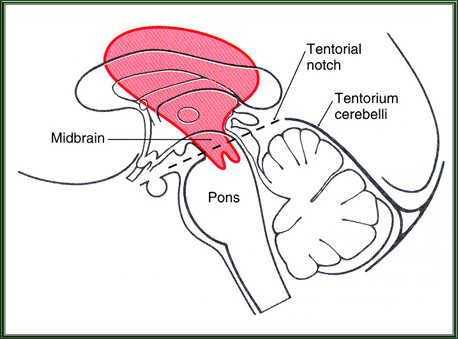 Tentorial
notch
Tentorium
cerebelli
Midbrain
Pons